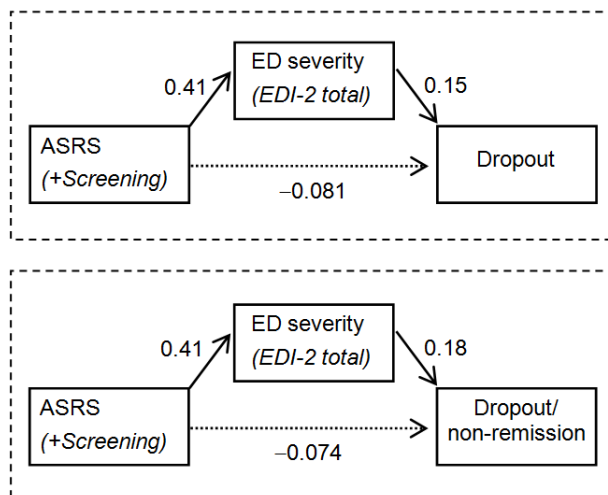 ED severity
(EDI-2 total)
0.41
0.15
ASRS
(+Screening)
Dropout
−0.081
ED severity
(EDI-2 total)
0.41
0.18
ASRS
(+Screening)
Dropout/
non-remission
−0.074